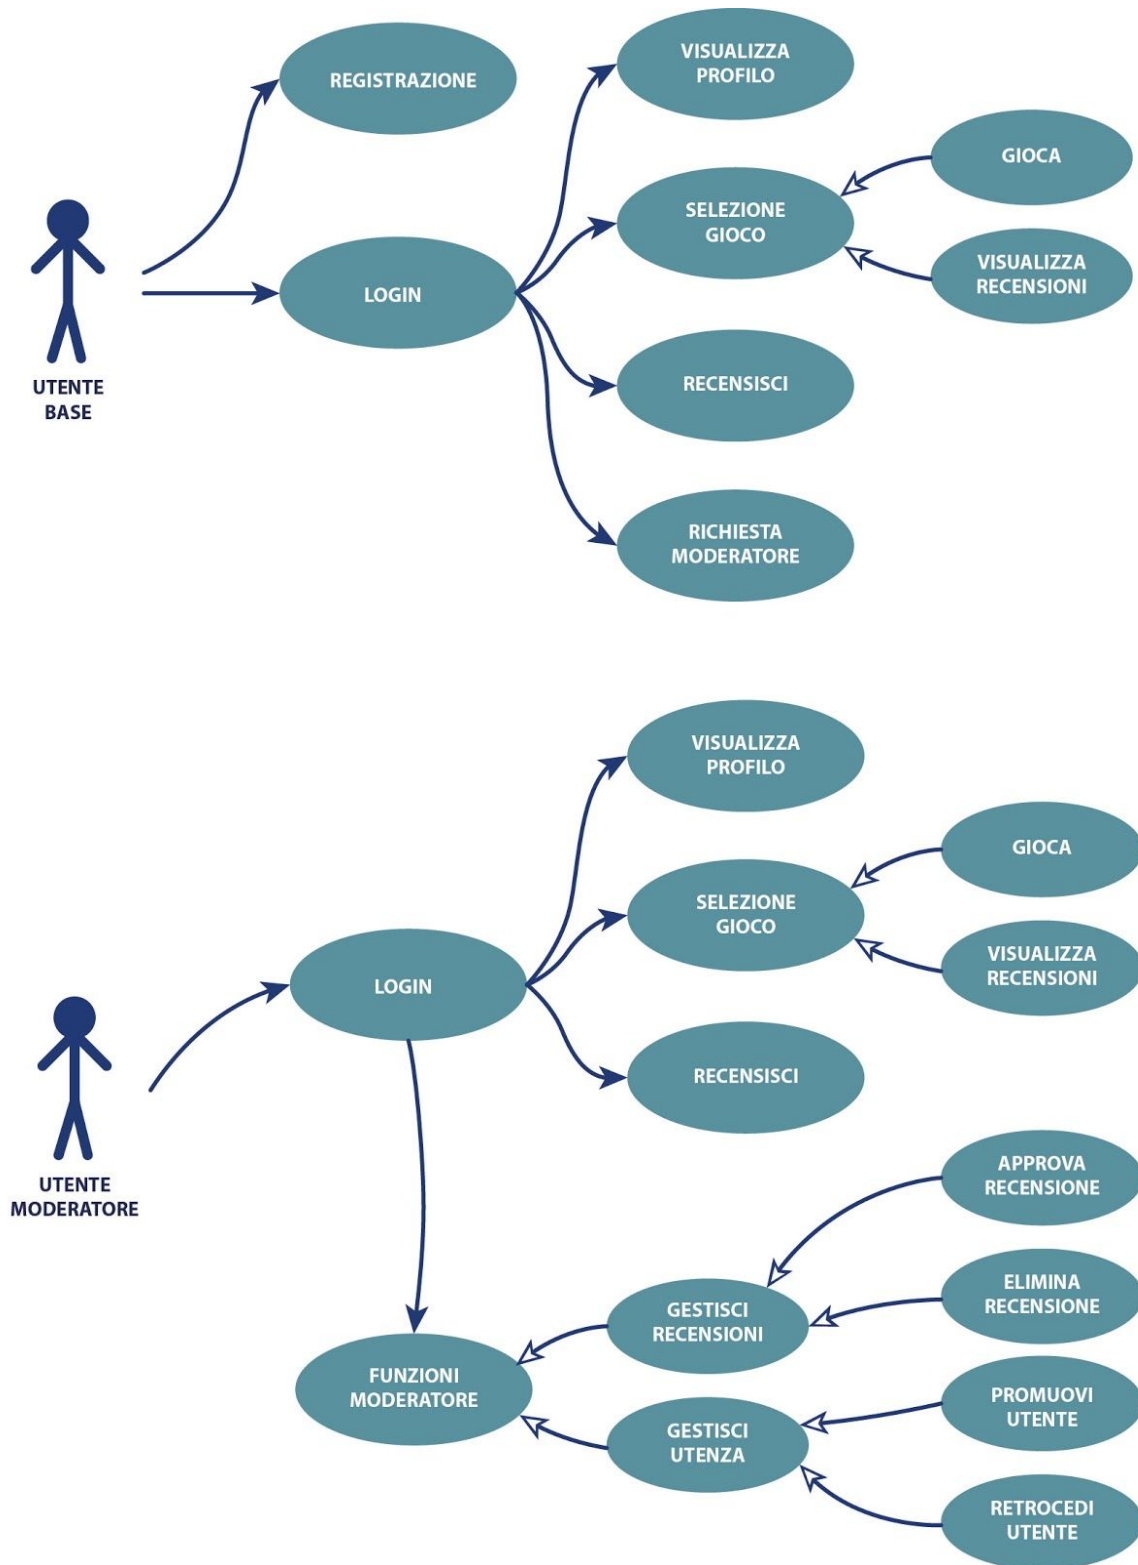 REGISTRAZIONE
VISUALIZZA
PROFILO
GIOCA
SELEZIONE
GIOCO
VISUALIZZA
RECENSIONI
LOGIN
RECENSISCI
UTENTE
BASE
RICHIESTA
MODERATORE
VISUALIZZA
PROFILO
GIOCA
SELEZIONE
GIOCO
VISUALIZZA
RECENSIONI
LOGIN
RECENSISCI
UTENTE
MODERATORE
APPROVA
RECENSIONE
GESTISCI
RECENSIONI
ELIMINA
RECENSIONE
FUNZIONI
MODERATORE
PROMUOVI
UTENTE
GESTISCI
UTENZA
RETROCEDI
UTENTE